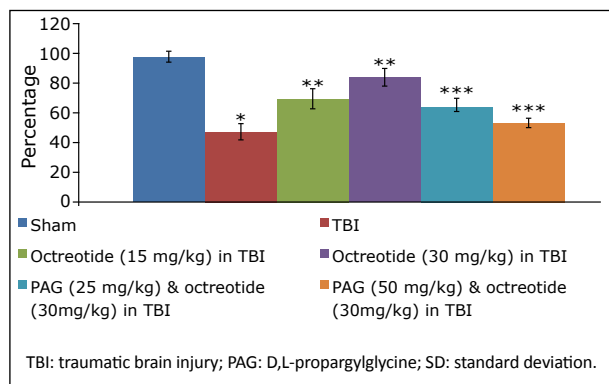 120
100
80
60
40
20
0
Percentage
*
**
**
***
***
Sham
TBI
Octreotide (15 mg/kg) in TBI
Octreotide (30 mg/kg) in TBI
PAG (25 mg/kg) & octreotide
(30mg/kg) in TBI
PAG (50 mg/kg) & octreotide
(30mg/kg) in TBI
TBI: traumatic brain injury; PAG: D,L-propargylglycine; SD: standard deviation.